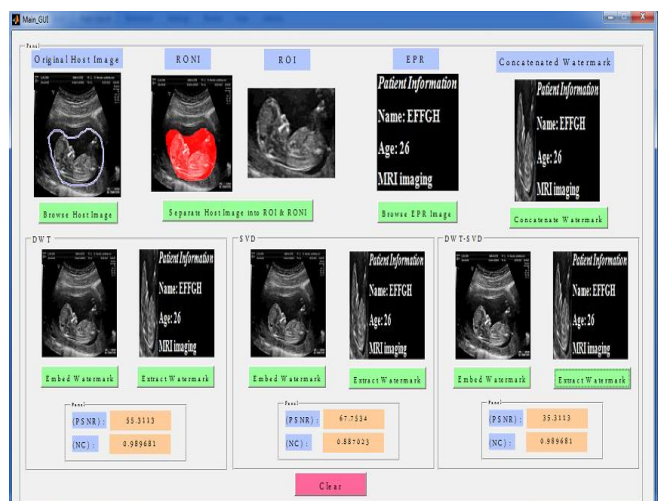 Main_GUI
Panel
Original Host Image
RONI
ROI
EPR
Concatenated Watermark
Patient Information
Name: EFFGH
Age: 26
MRI imaging
Patient Information
Name: EFFGH
Age: 26
MRI imaging
Browse Host Image
Separate Host Image into ROI & RONI
Browse EPR Image
Concatenate Watermark
DWT
Patient Information
Name: EFFGH
Age: 26
MRI imaging
Embed Watermark
Extract Watermark
Panel
(PSNR) :
55.3113
(NC) :
0.989681
SVD
Patient Information
Name: EFFGH
Age: 26
MRI imaging
Embed Watermark
Extract Watermark
Panel
(PSNR) :
67.7534
(NC) :
0.887023
DWT-SVD
Patient Information
Name: EFFGH
Age: 26
MRI imaging
Embed Watermark
Extract Watermark
Panel
(PSNR) :
35.3113
(NC) :
0.989681
Clear